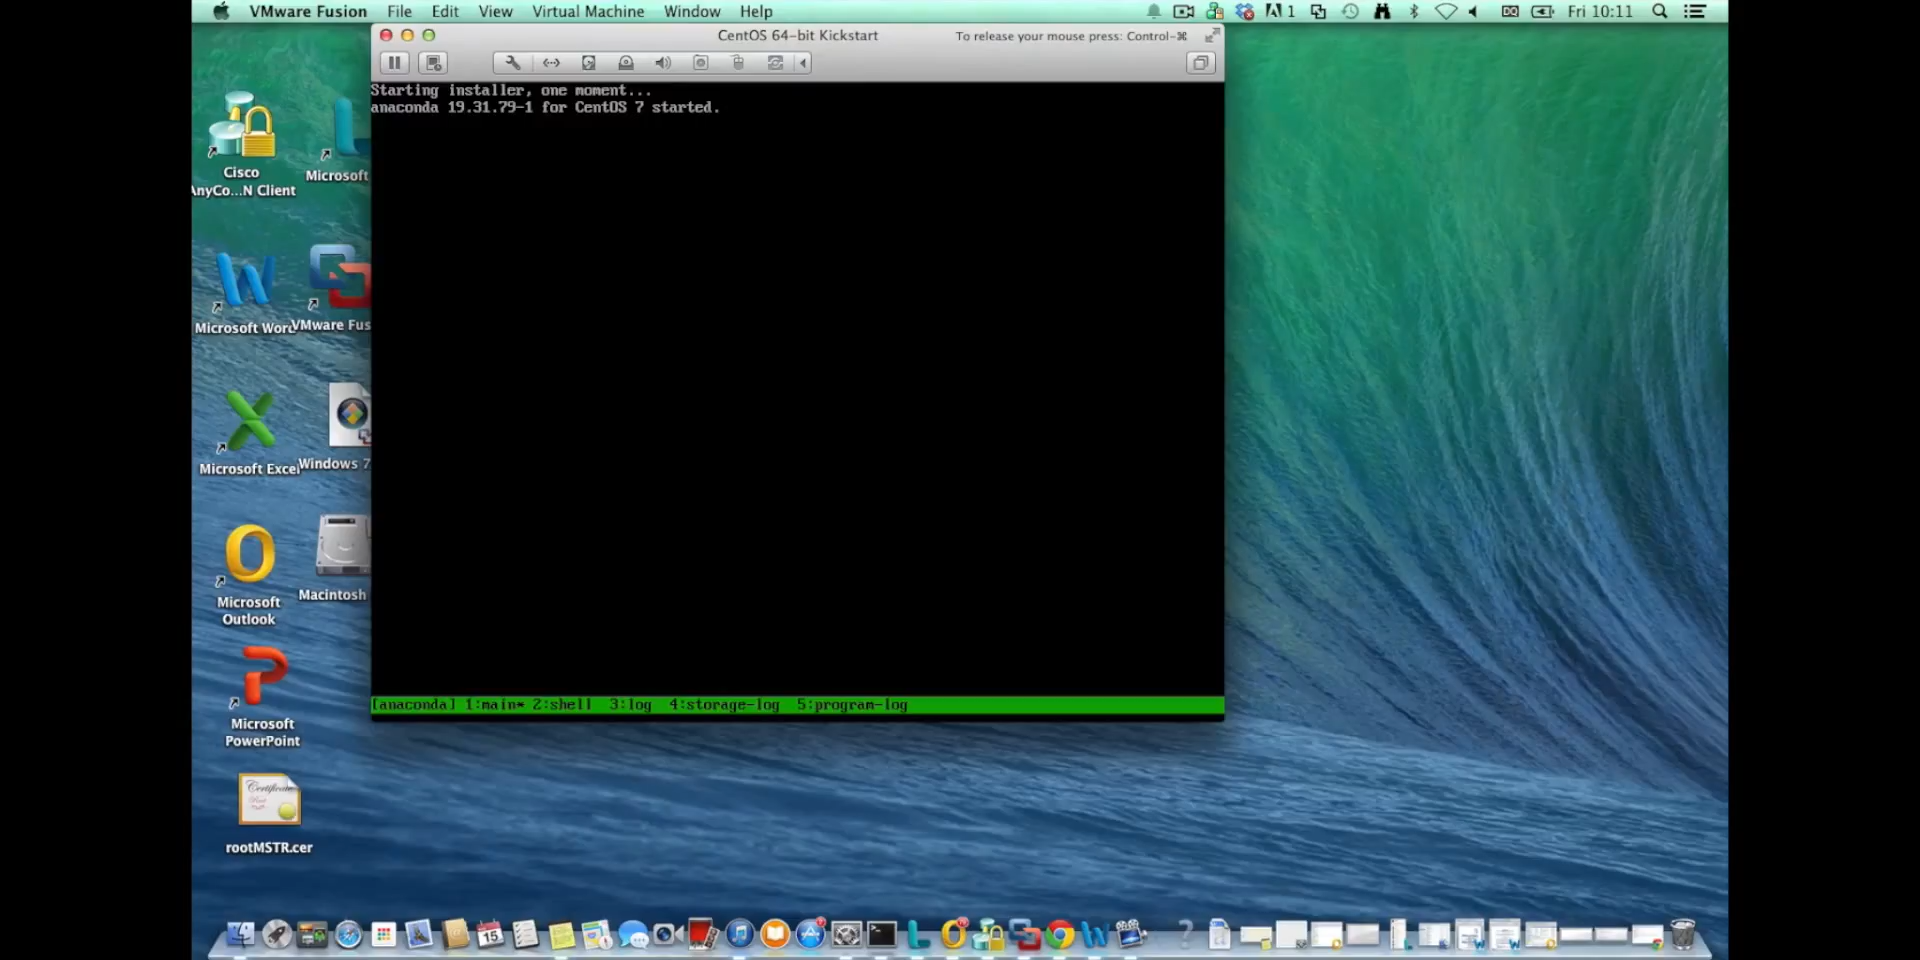 VMware Fusion File Edit View Virtual Machine Window Help
1 Fri 10:11
CentOS 64-bit Kickstart
To release your mouse press: Control-⌘
Starting installer, one moment...
anaconda 19.31.79-1 for CentOS 7 started.
[anaconda] 1:main* 2:shell 3:log 4:storage-log 5:program-log
Cisco
AnyCo...N Client
Microsoft
Microsoft Word
VMware Fus
Microsoft Excel
Windows 7
Microsoft
Outlook
Macintosh
Microsoft
PowerPoint
Certificate
rootMSTR.cer
15